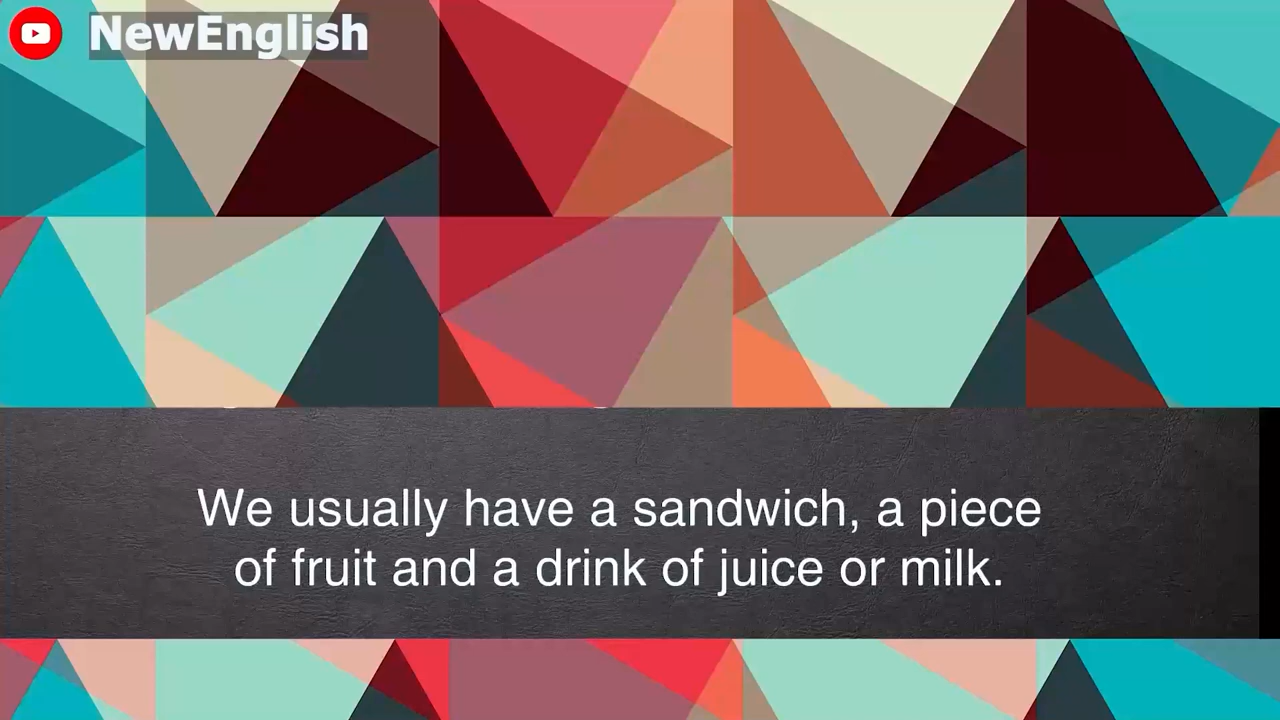 NewEnglish
We usually have a sandwich, a piece
of fruit and a drink of juice or milk.